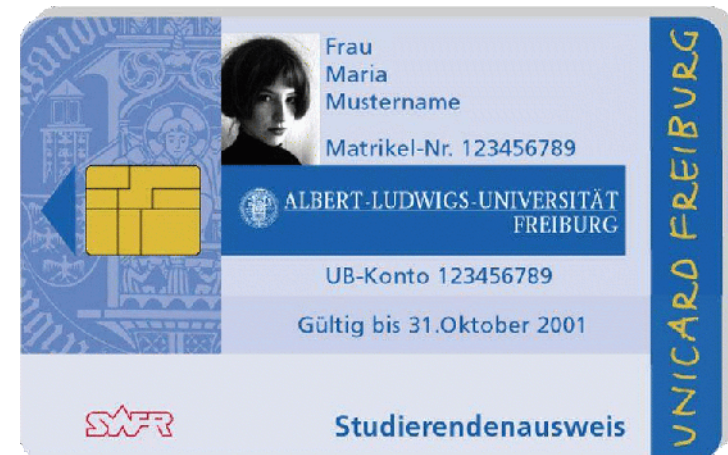 Frau
Maria
Mustername
Matrikel-Nr. 123456789
ALBERT-LUDWIGS-UNIVERSITÄT
FREIBURG
UB-Konto 123456789
Gültig bis 31.Oktober 2001
SWFR
Studierendenausweis
UNICARD FREIBURG